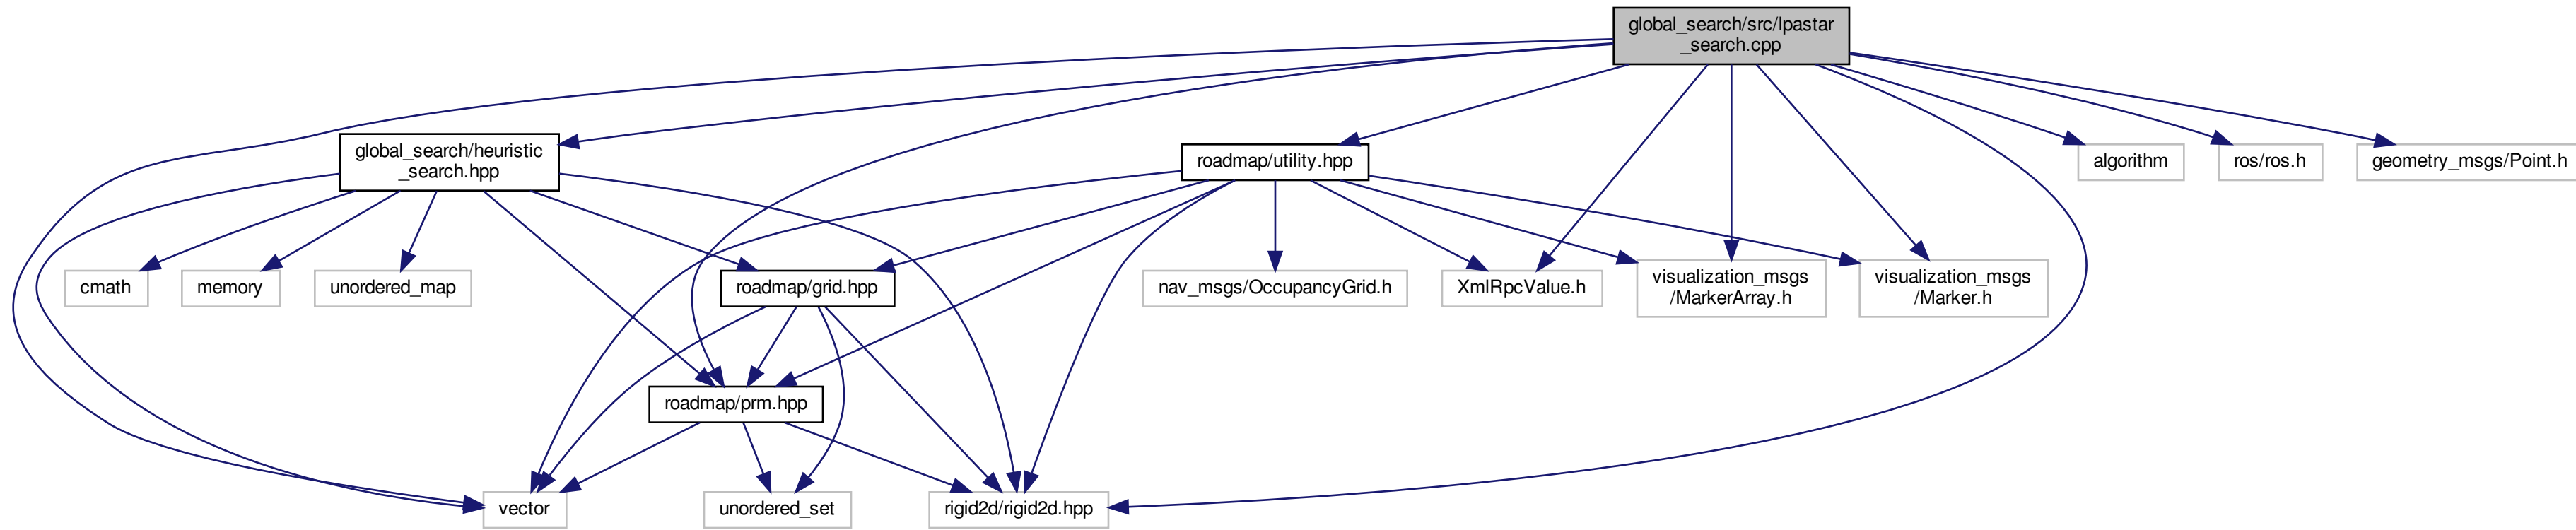 global_search/src/lpastar
_search.cpp
global_search/heuristic
_search.hpp
roadmap/utility.hpp
algorithm
ros/ros.h
geometry_msgs/Point.h
cmath
memory
unordered_map
roadmap/grid.hpp
nav_msgs/OccupancyGrid.h
XmlRpcValue.h
visualization_msgs
/MarkerArray.h
visualization_msgs
/Marker.h
roadmap/prm.hpp
vector
unordered_set
rigid2d/rigid2d.hpp